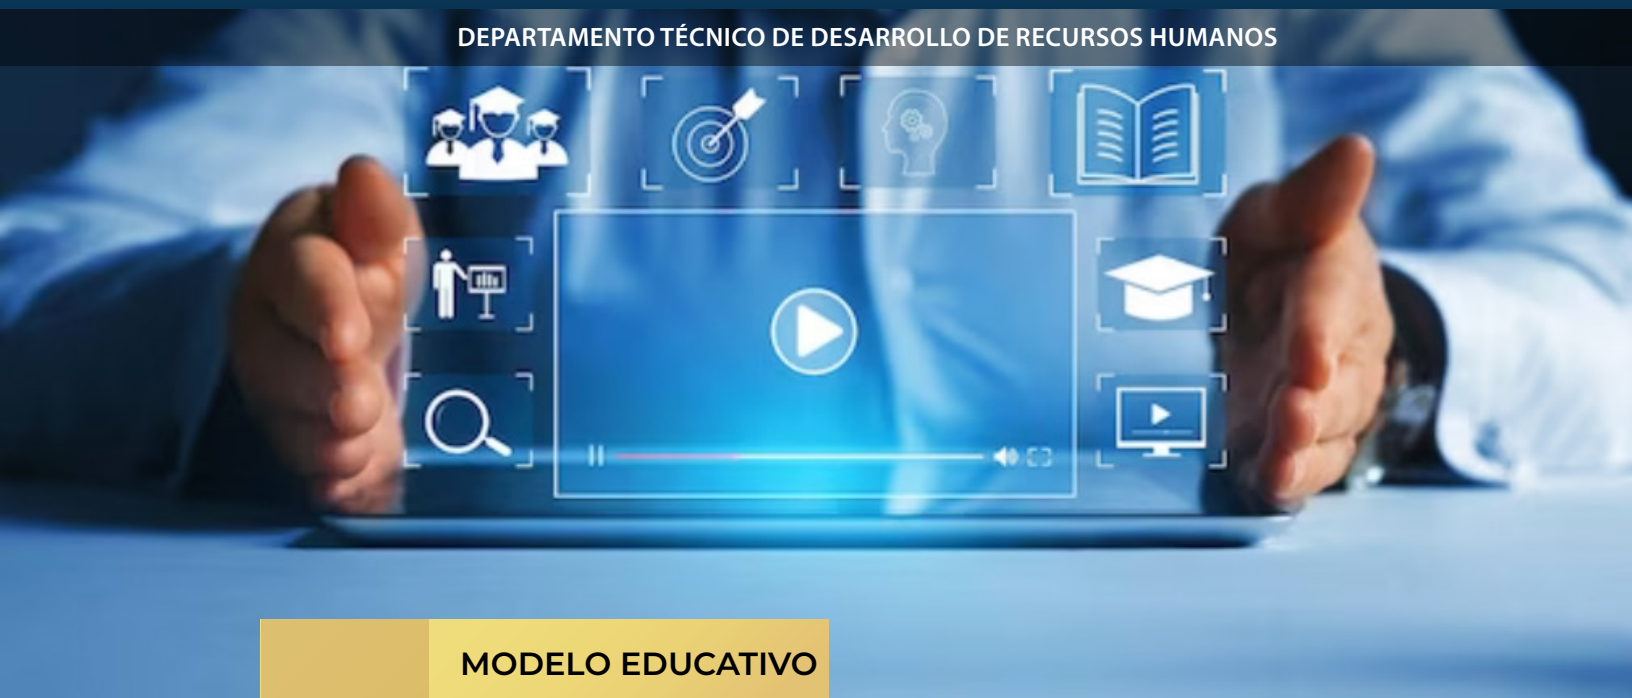 DEPARTAMENTO TÉCNICO DE DESARROLLO DE RECURSOS HUMANOS
MODELO EDUCATIVO